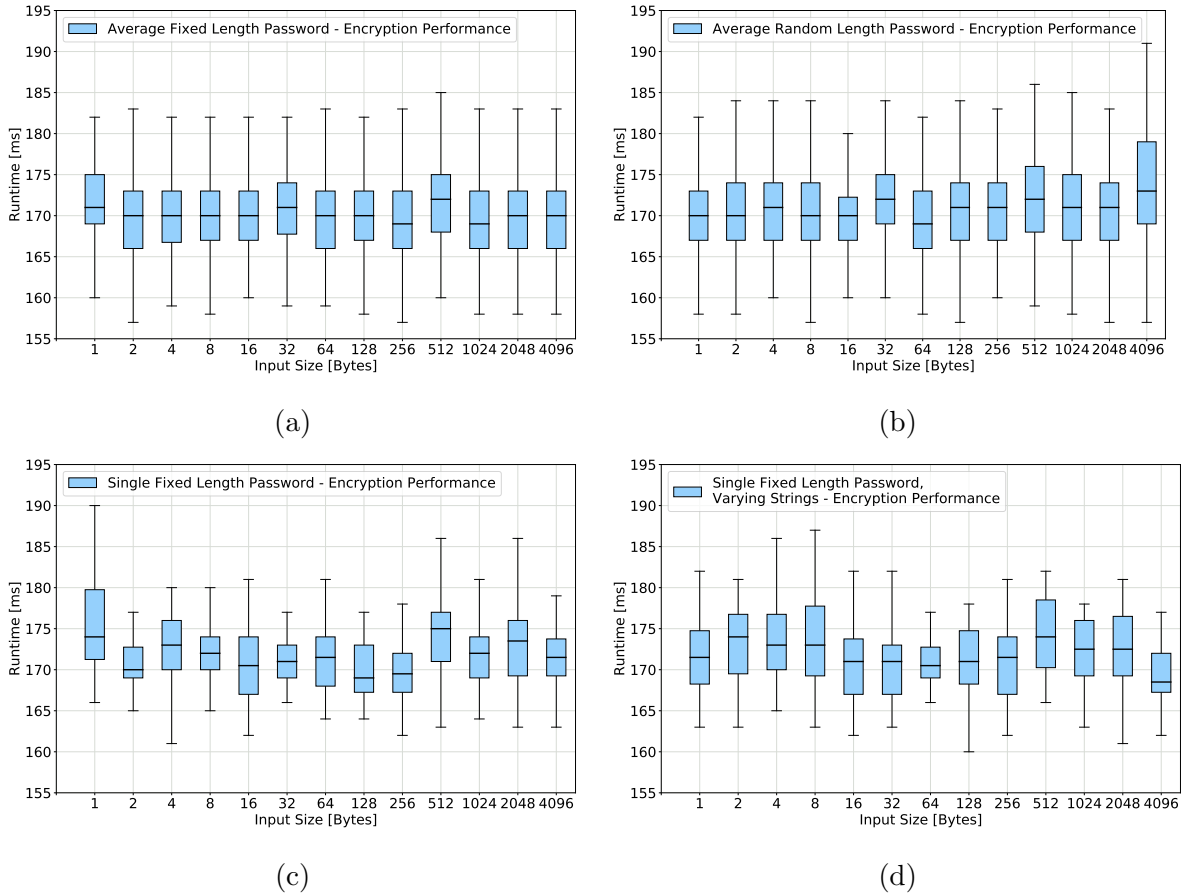 Average Fixed Length Password - Encryption Performance
195
190
185
180
175
170
165
160
155
Runtime [ms]
1 2 4 8 16 32 64 128 256 512 1024 2048 4096
Input Size [Bytes]
(a)
Average Random Length Password - Encryption Performance
195
190
185
180
175
170
165
160
155
Runtime [ms]
1 2 4 8 16 32 64 128 256 512 1024 2048 4096
Input Size [Bytes]
(b)
Single Fixed Length Password - Encryption Performance
195
190
185
180
175
170
165
160
155
Runtime [ms]
1 2 4 8 16 32 64 128 256 512 1024 2048 4096
Input Size [Bytes]
(c)
Single Fixed Length Password,
Varying Strings - Encryption Performance
195
190
185
180
175
170
165
160
155
Runtime [ms]
1 2 4 8 16 32 64 128 256 512 1024 2048 4096
Input Size [Bytes]
(d)